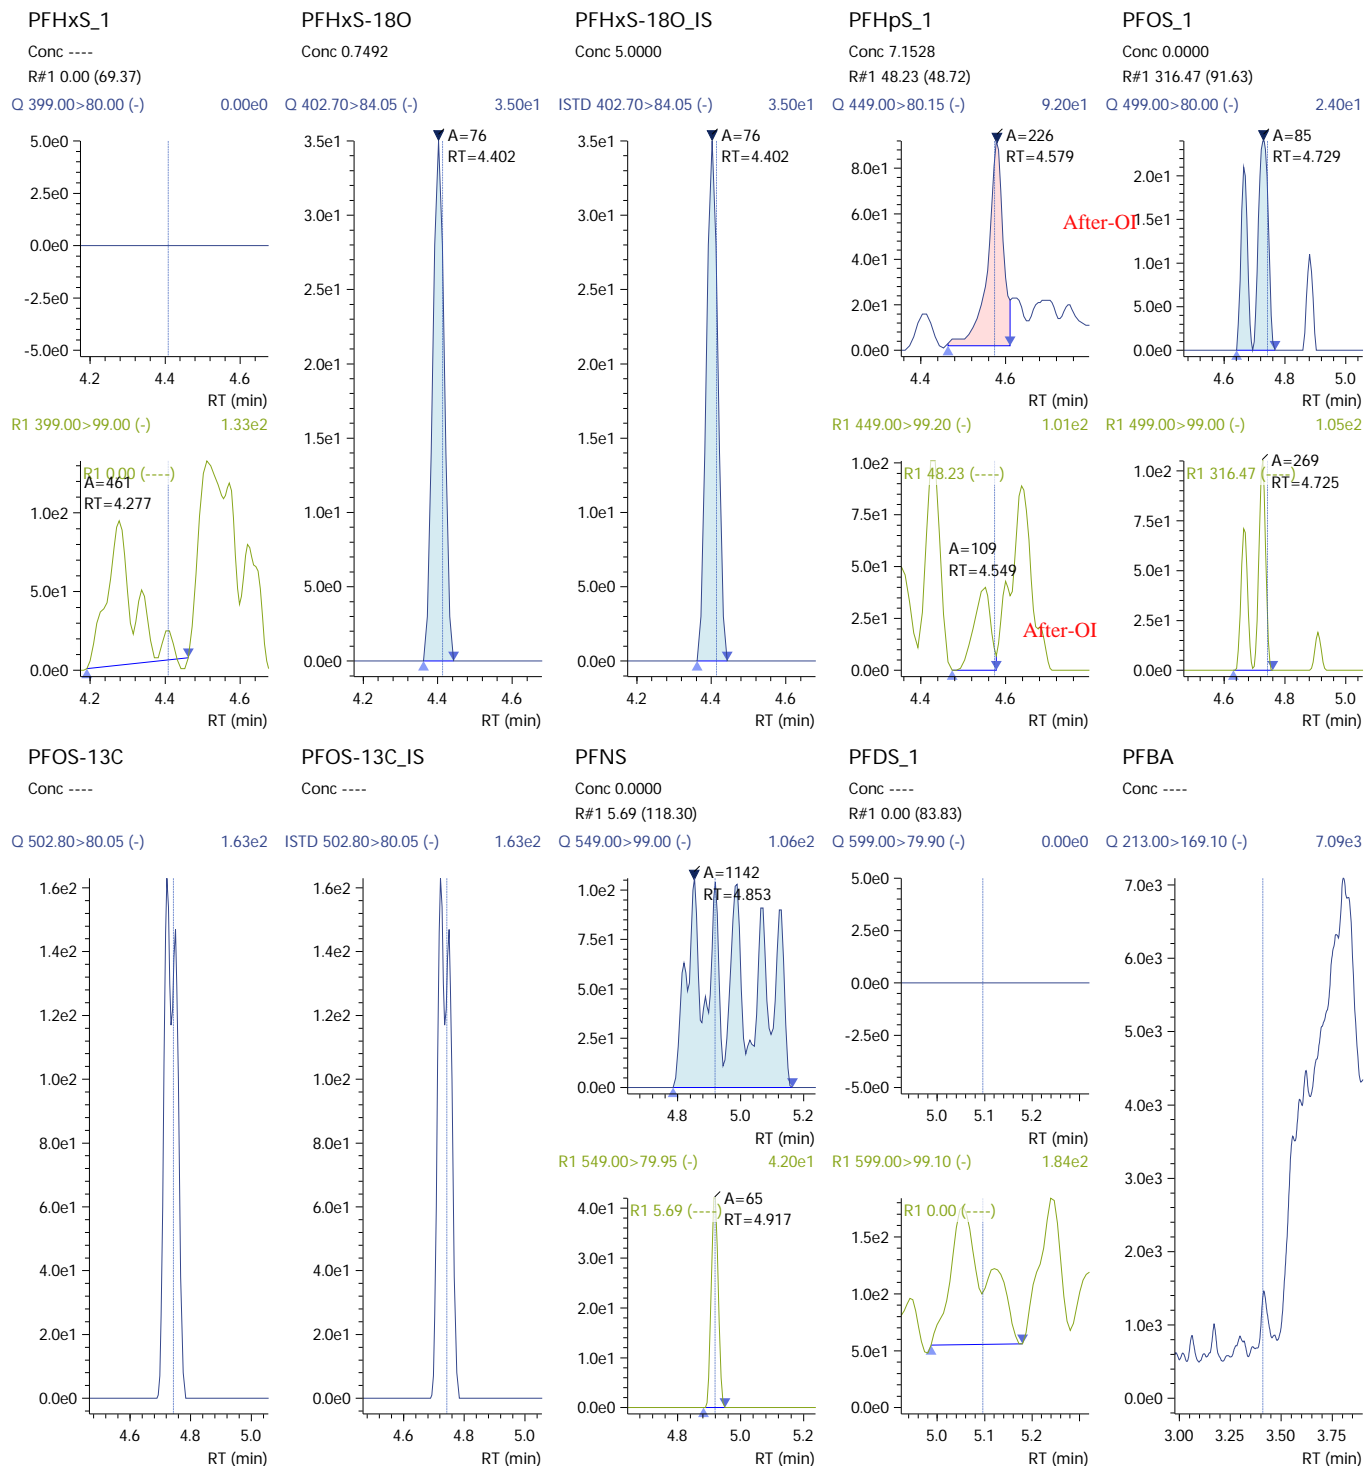 PFHxS_1
Conc ----
R#1 0.00 (69.37)
Q 399.00>80.00 (-) 0.00e0
5.0e0
2.5e0
0.0e0
-2.5e0
-5.0e0
4.2 4.4 4.6
RT (min)
R1 399.00>99.00 (-) 1.33e2
R1 0.00 (----)
A=461
RT=4.277
1.0e2
5.0e1
0.0e0
4.2 4.4 4.6
RT (min)
PFHxS-18O
Conc 0.7492
Q 402.70>84.05 (-) 3.50e1
A=76
RT=4.402
3.5e1
3.0e1
2.5e1
2.0e1
1.5e1
1.0e1
5.0e0
0.0e0
4.2 4.4 4.6
RT (min)
PFHxS-18O_IS
Conc 5.0000
ISTD 402.70>84.05 (-) 3.50e1
A=76
RT=4.402
3.5e1
3.0e1
2.5e1
2.0e1
1.5e1
1.0e1
5.0e0
0.0e0
4.2 4.4 4.6
RT (min)
PFHpS_1
Conc 7.1528
R#1 48.23 (48.72)
Q 449.00>80.15 (-) 9.20e1
A=226
RT=4.579
After-OI
8.0e1
6.0e1
4.0e1
2.0e1
0.0e0
4.4 4.6
RT (min)
R1 449.00>99.20 (-) 1.01e2
R1 48.23 (----)
A=109
RT=4.549
After-OI
1.0e2
7.5e1
5.0e1
2.5e1
0.0e0
4.4 4.6
RT (min)
PFOS_1
Conc 0.0000
R#1 316.47 (91.63)
Q 499.00>80.00 (-) 2.40e1
A=85
RT=4.729
2.0e1
1.5e1
1.0e1
5.0e0
0.0e0
4.6 4.8 5.0
RT (min)
R1 499.00>99.00 (-) 1.05e2
R1 316.47 (----)
A=269
RT=4.725
1.0e2
7.5e1
5.0e1
2.5e1
0.0e0
4.6 4.8 5.0
RT (min)
PFOS-13C
Conc ----
Q 502.80>80.05 (-) 1.63e2
1.6e2
1.4e2
1.2e2
1.0e2
8.0e1
6.0e1
4.0e1
2.0e1
0.0e0
4.6 4.8 5.0
RT (min)
PFOS-13C_IS
Conc ----
ISTD 502.80>80.05 (-) 1.63e2
1.6e2
1.4e2
1.2e2
1.0e2
8.0e1
6.0e1
4.0e1
2.0e1
0.0e0
4.6 4.8 5.0
RT (min)
PFNS
Conc 0.0000
R#1 5.69 (118.30)
Q 549.00>99.00 (-) 1.06e2
A=1142
RT=4.853
1.0e2
7.5e1
5.0e1
2.5e1
0.0e0
4.8 5.0 5.2
RT (min)
R1 549.00>79.95 (-) 4.20e1
R1 5.69 (----)
A=65
RT=4.917
4.0e1
3.0e1
2.0e1
1.0e1
0.0e0
4.8 5.0 5.2
RT (min)
PFDS_1
Conc ----
R#1 0.00 (83.83)
Q 599.00>79.90 (-) 0.00e0
5.0e0
2.5e0
0.0e0
-2.5e0
-5.0e0
5.0 5.1 5.2
RT (min)
R1 599.00>99.10 (-) 1.84e2
R1 0.00 (----)
1.5e2
1.0e2
5.0e1
0.0e0
5.0 5.1 5.2
RT (min)
PFBA
Conc ----
Q 213.00>169.10 (-) 7.09e3
7.0e3
6.0e3
5.0e3
4.0e3
3.0e3
2.0e3
1.0e3
0.0e0
3.00 3.50 3.75
RT (min)